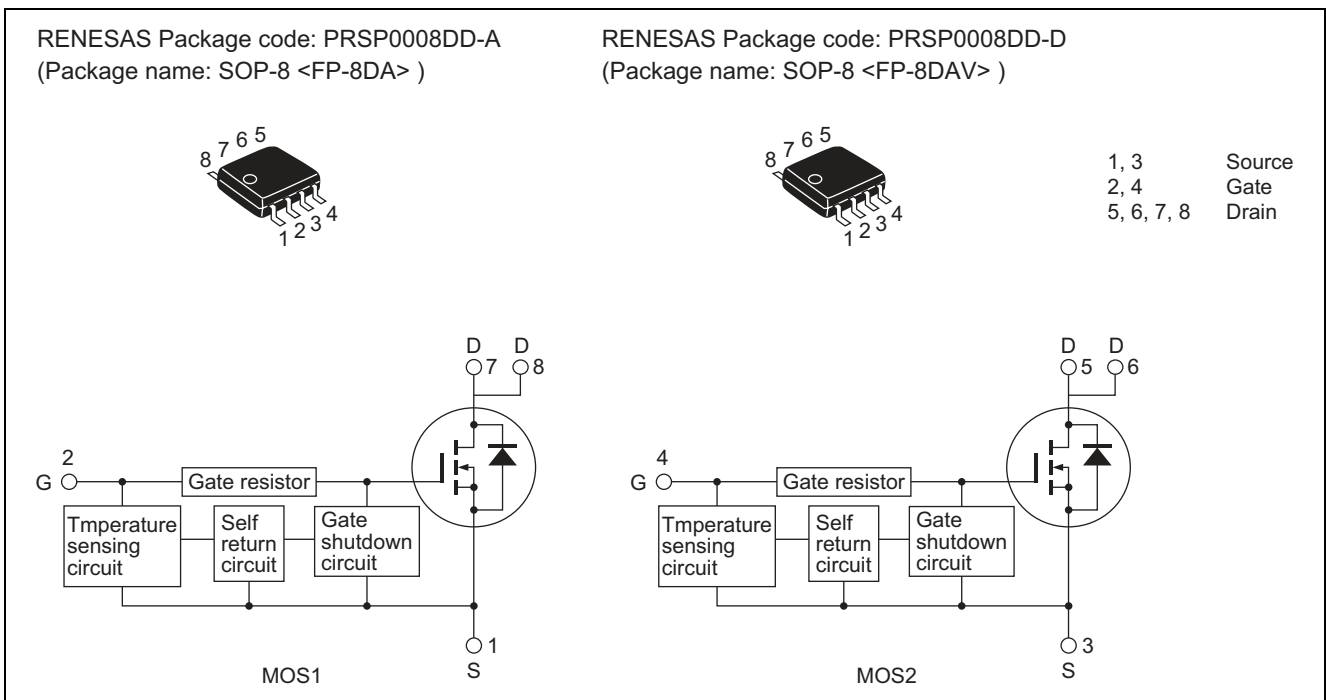 RENESAS Package code: PRSP0008DD-A
(Package name: SOP-8 <FP-8DA> )
RENESAS Package code: PRSP0008DD-D
(Package name: SOP-8 <FP-8DAV> )
8 7 6 5
1 2 3 4
8 7 6 5
1 2 3 4
1, 3 Source
2, 4 Gate
5, 6, 7, 8 Drain
D D
7 8
2
G
Gate resistor
Tmperature
sensing
circuit
Self
return
circuit
Gate
shutdown
circuit
1
S
MOS1
D D
5 6
4
G
Gate resistor
Tmperature
sensing
circuit
Self
return
circuit
Gate
shutdown
circuit
3
S
MOS2